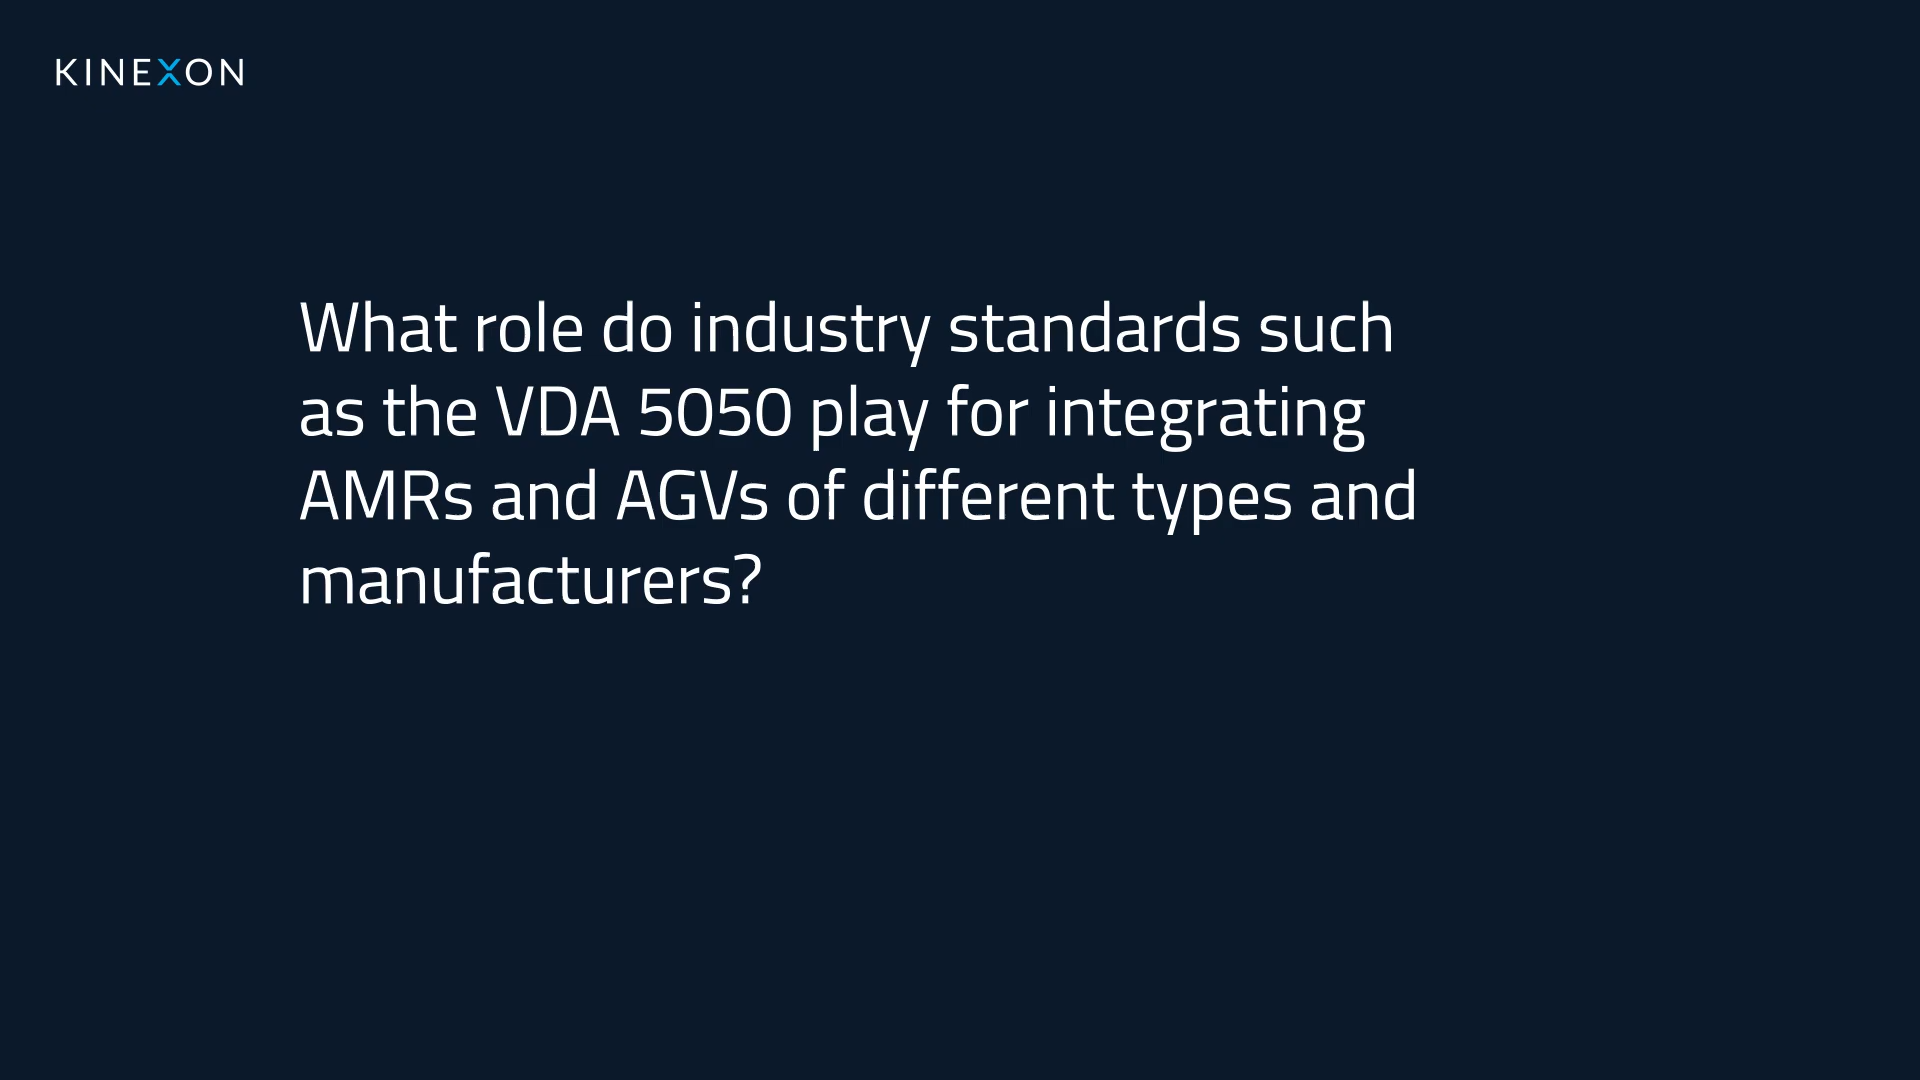 KINEXON
What role do industry standards such
as the VDA 5050 play for integrating
AMRs and AGVs of different types and
manufacturers?